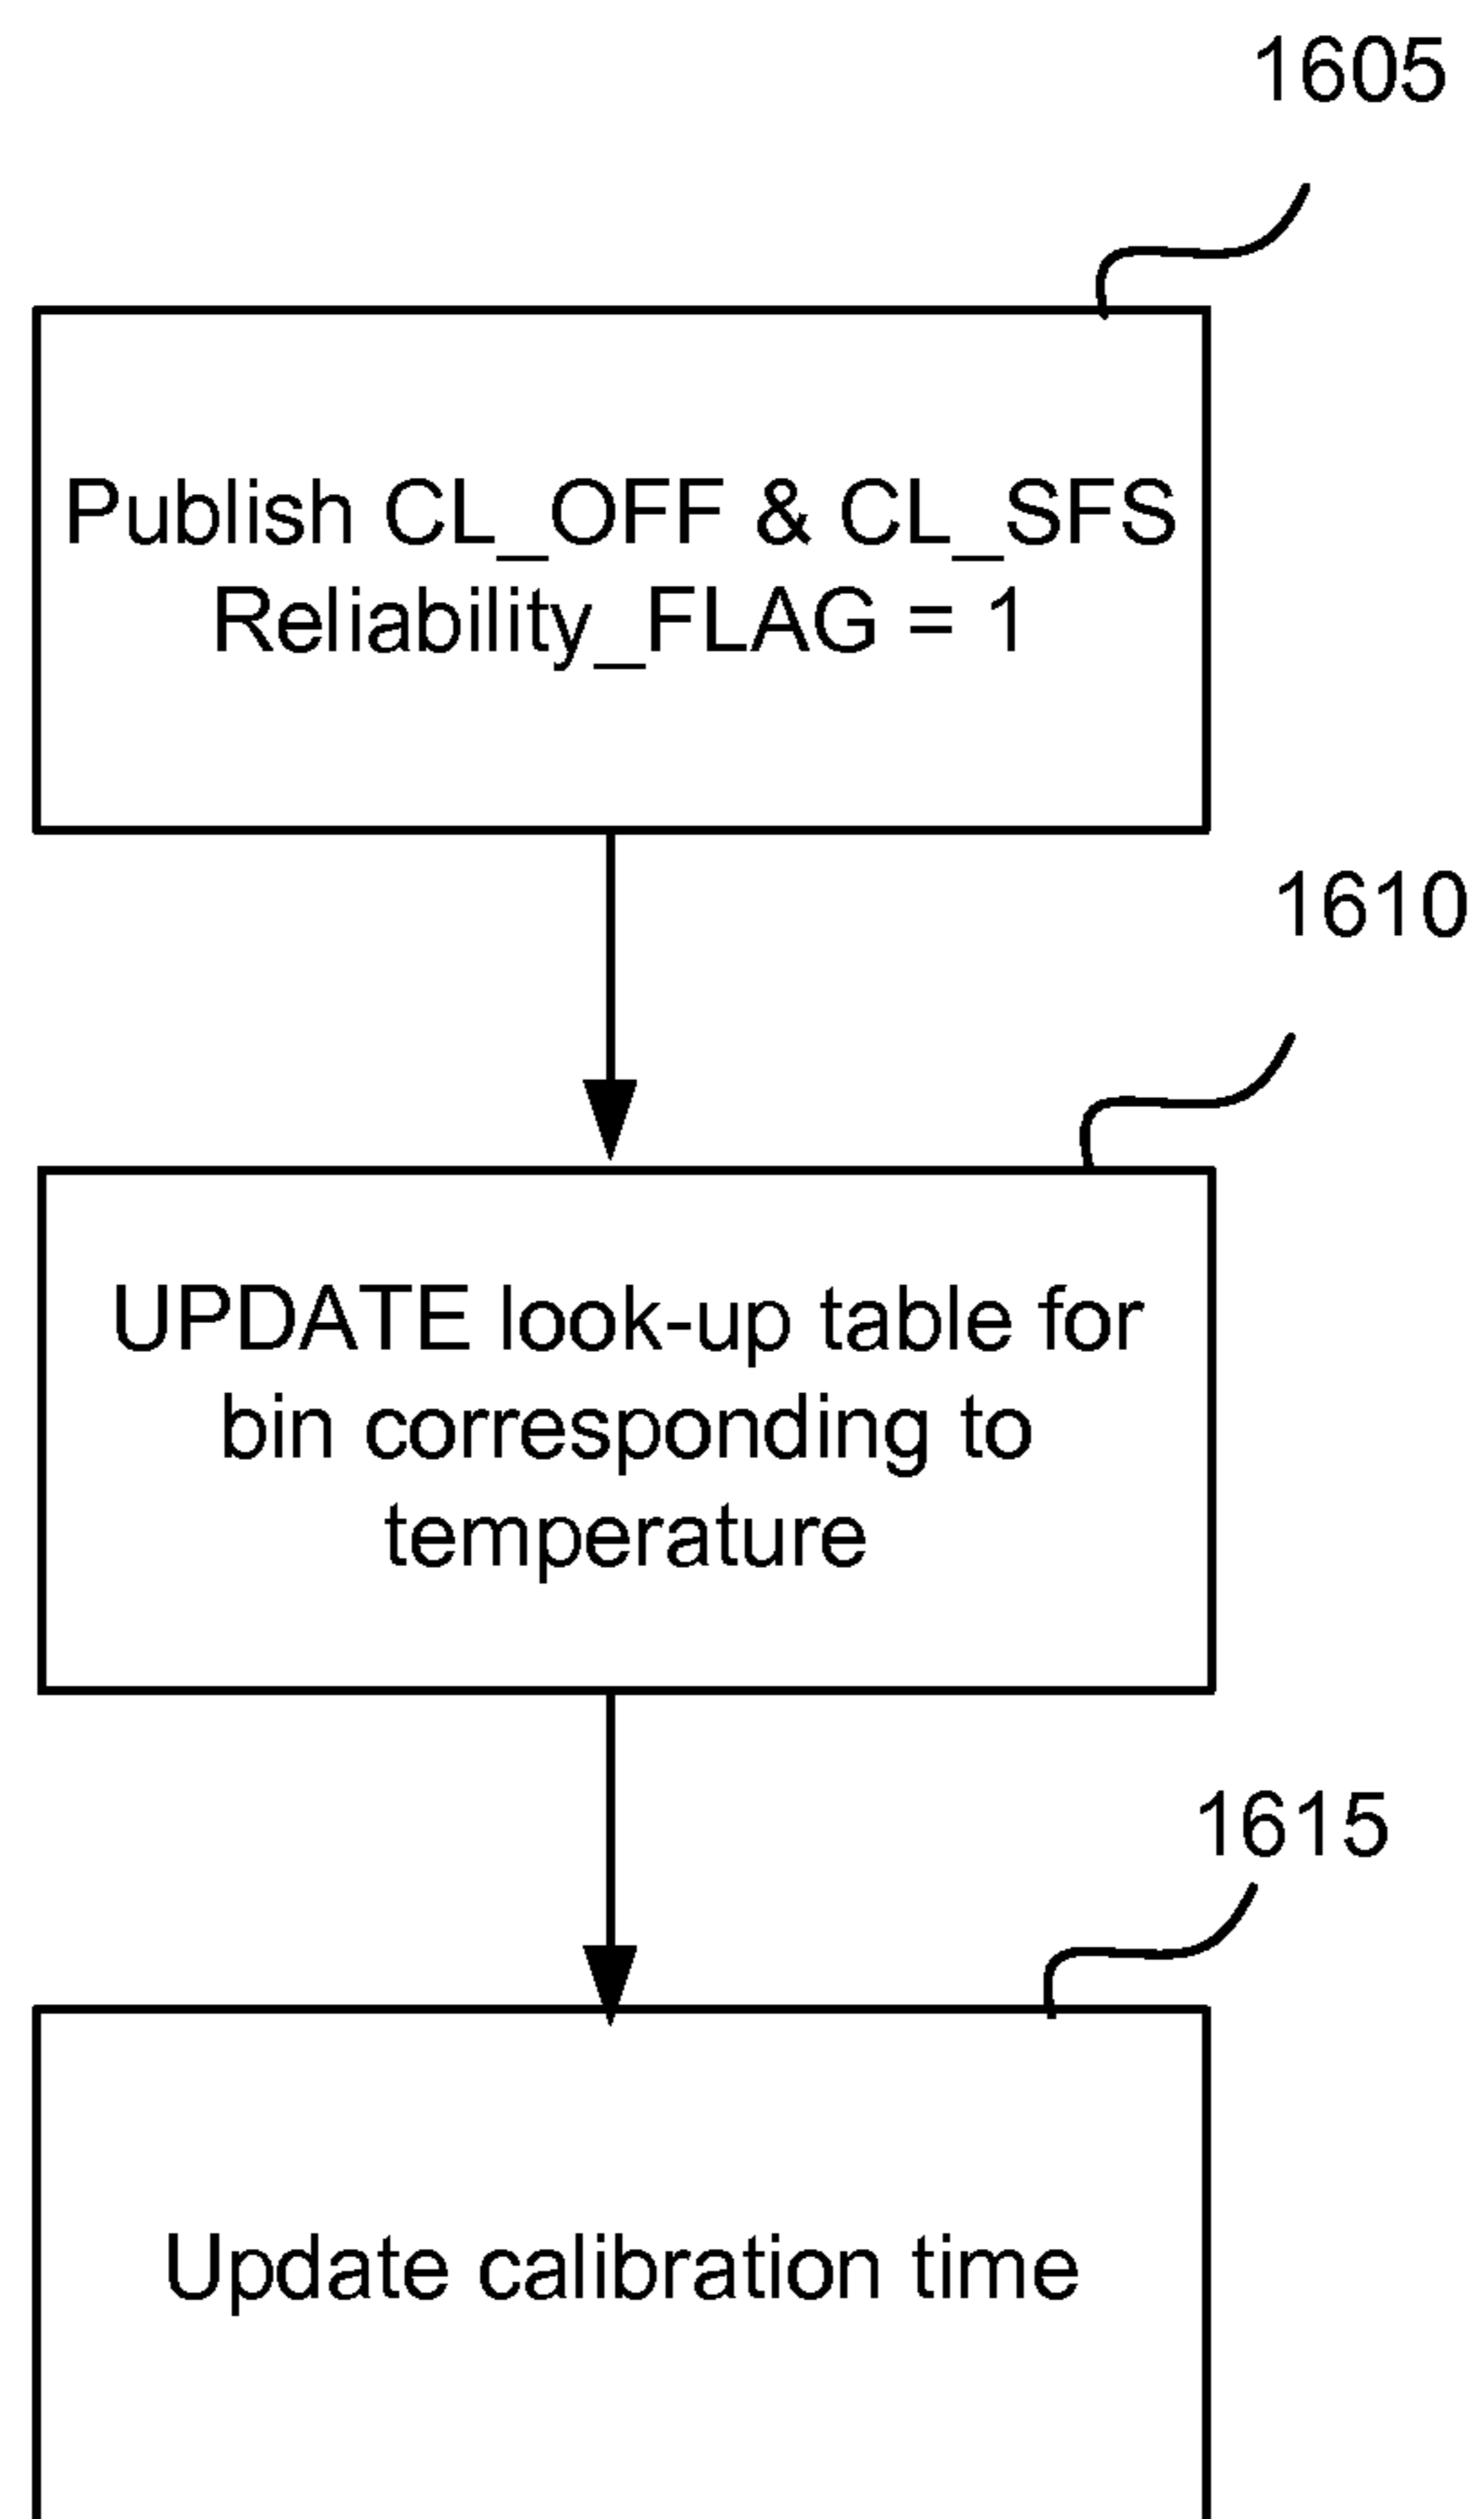 1605
Publish CL_OFF & CL_SFS
Reliability_FLAG = 1
1610
UPDATE look-up table for
bin corresponding to
temperature
1615
Update calibration time